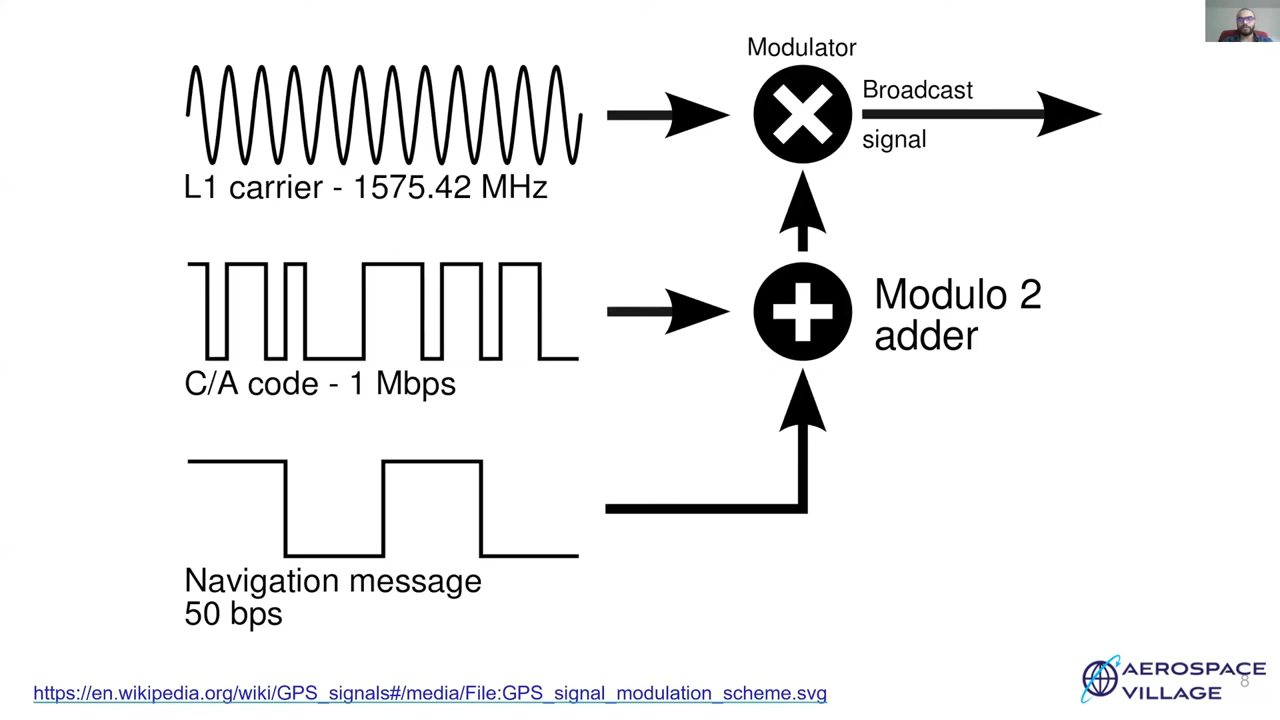 Modulator
Broadcast
signal
L1 carrier - 1575.42 MHz
Modulo 2
adder
C/A code - 1 Mbps
Navigation message
50 bps
https://en.wikipedia.org/wiki/GPS_signals#/media/File:GPS_signal_modulation_scheme.svg
AEROSPACE
VILLAGE
8